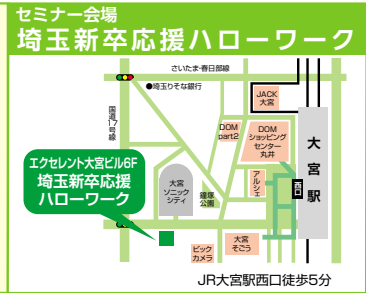 セミナー会場
埼玉新卒応援ハローワーク
さいたま・春日部線
●埼玉りそな銀行
JACK
大宮
国道17号線
DOM
part2
DOM
ショッピング
センター
丸井
大宮駅
エクセレント大宮ビル6F
埼玉新卒応援
ハローワーク
大宮
ソニック
シティ
鐘塚
公園
アルシェ
西口
大宮
そごう
ビック
カメラ
JR大宮駅西口徒歩5分